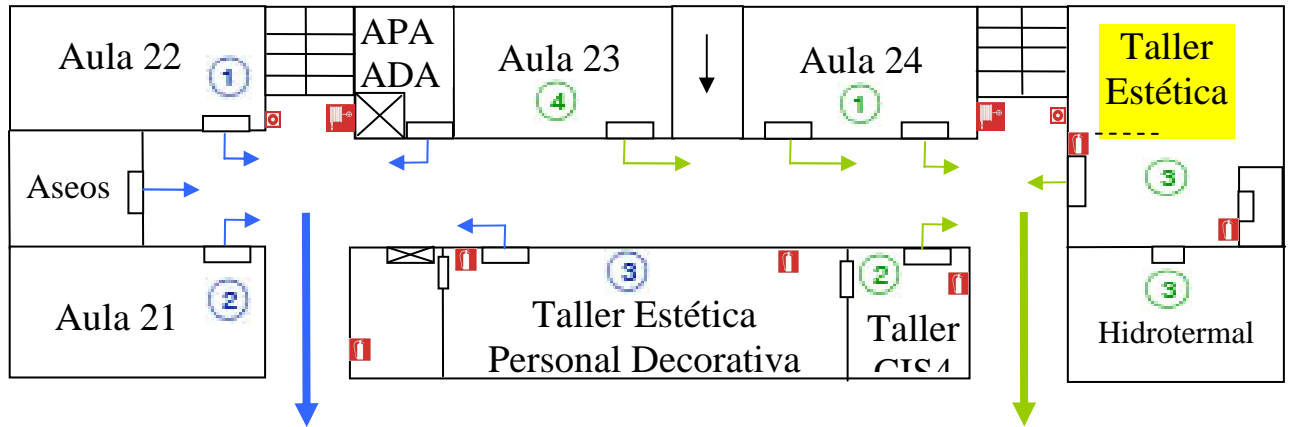 Aula 22
1
APA
ADA
Aula 23
4
Aula 24
1
Taller
Estética
3
Aseos
Aula 21
2
3
Taller Estética
Personal Decorativa
2
Taller
3
Hidrotermal